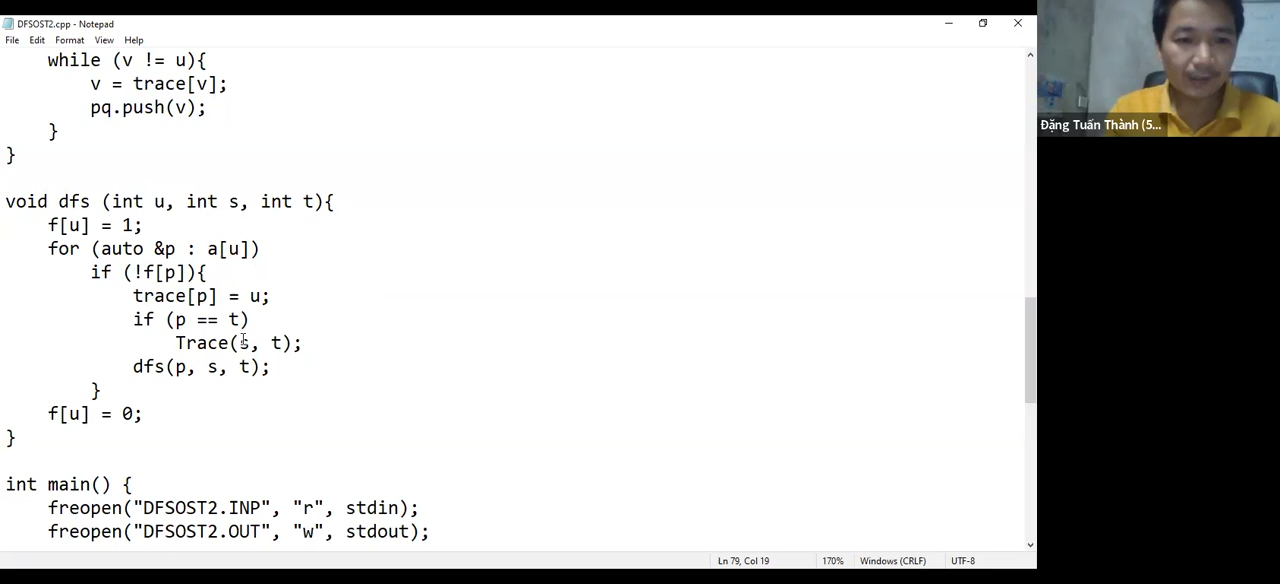 DFSOST2.cpp - Notepad
File Edit Format View Help
while (v != u){
v = trace[v];
pq.push(v);
}
}
void dfs (int u, int s, int t){
f[u] = 1;
for (auto &p : a[u])
if (!f[p]){
trace[p] = u;
if (p == t)
Trace(s, t);
dfs(p, s, t);
}
f[u] = 0;
}
int main() {
freopen("DFSOST2.INP", "r", stdin);
freopen("DFSOST2.OUT", "w", stdout);
Ln 79, Col 19 170% Windows (CRLF) UTF-8
Đặng Tuấn Thành (5...